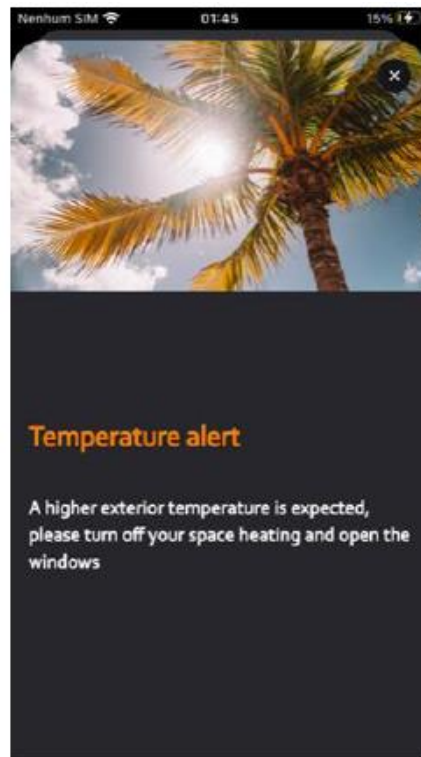 Nenhum SIM 01:45 15%
Temperature alert
A higher exterior temperature is expected,
please turn off your space heating and open the
windows